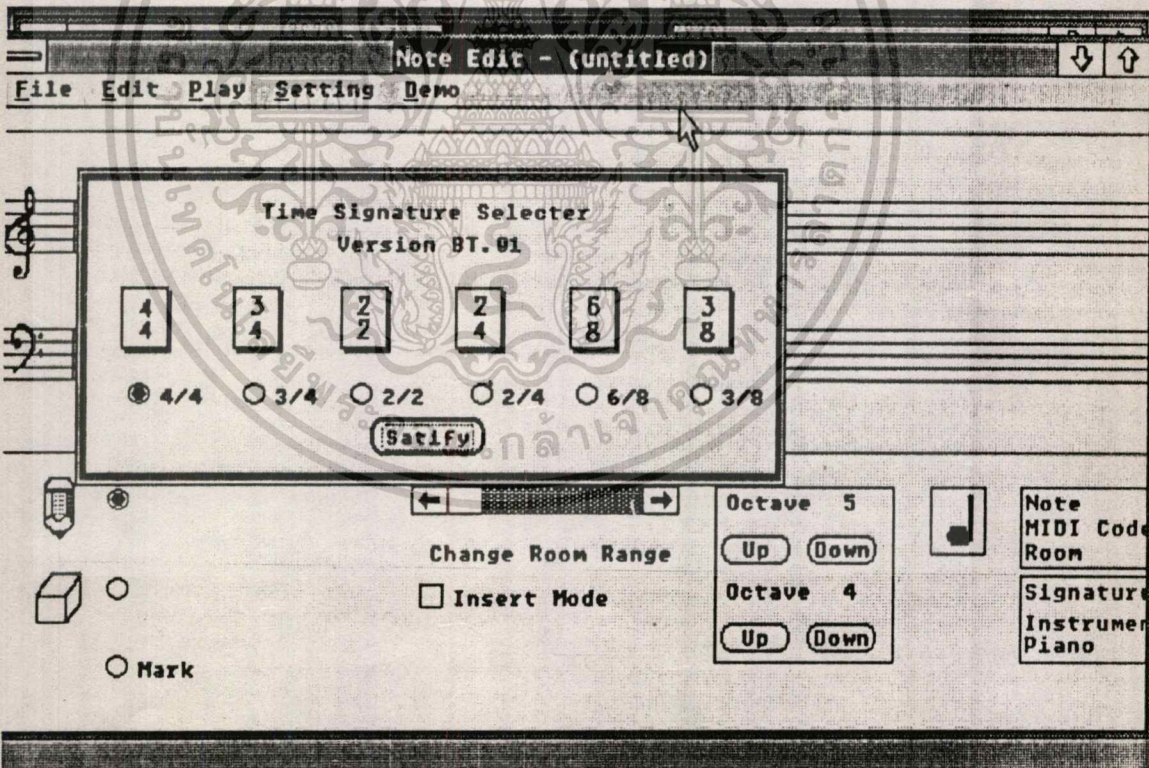 Note Edit - (untitled)
File Edit Play Setting Demo
Time Signature Selecter
Version BT.01
4 3 2 2 6 3
4 4 2 4 8 8
4/4 3/4 2/2 2/4 6/8 3/8
Satify
Change Room Range
Insert Mode
Mark
Octave 5
Up Down
Octave 4
Up Down
Note
MIDI Code
Room
Signature
Instrumen
Piano